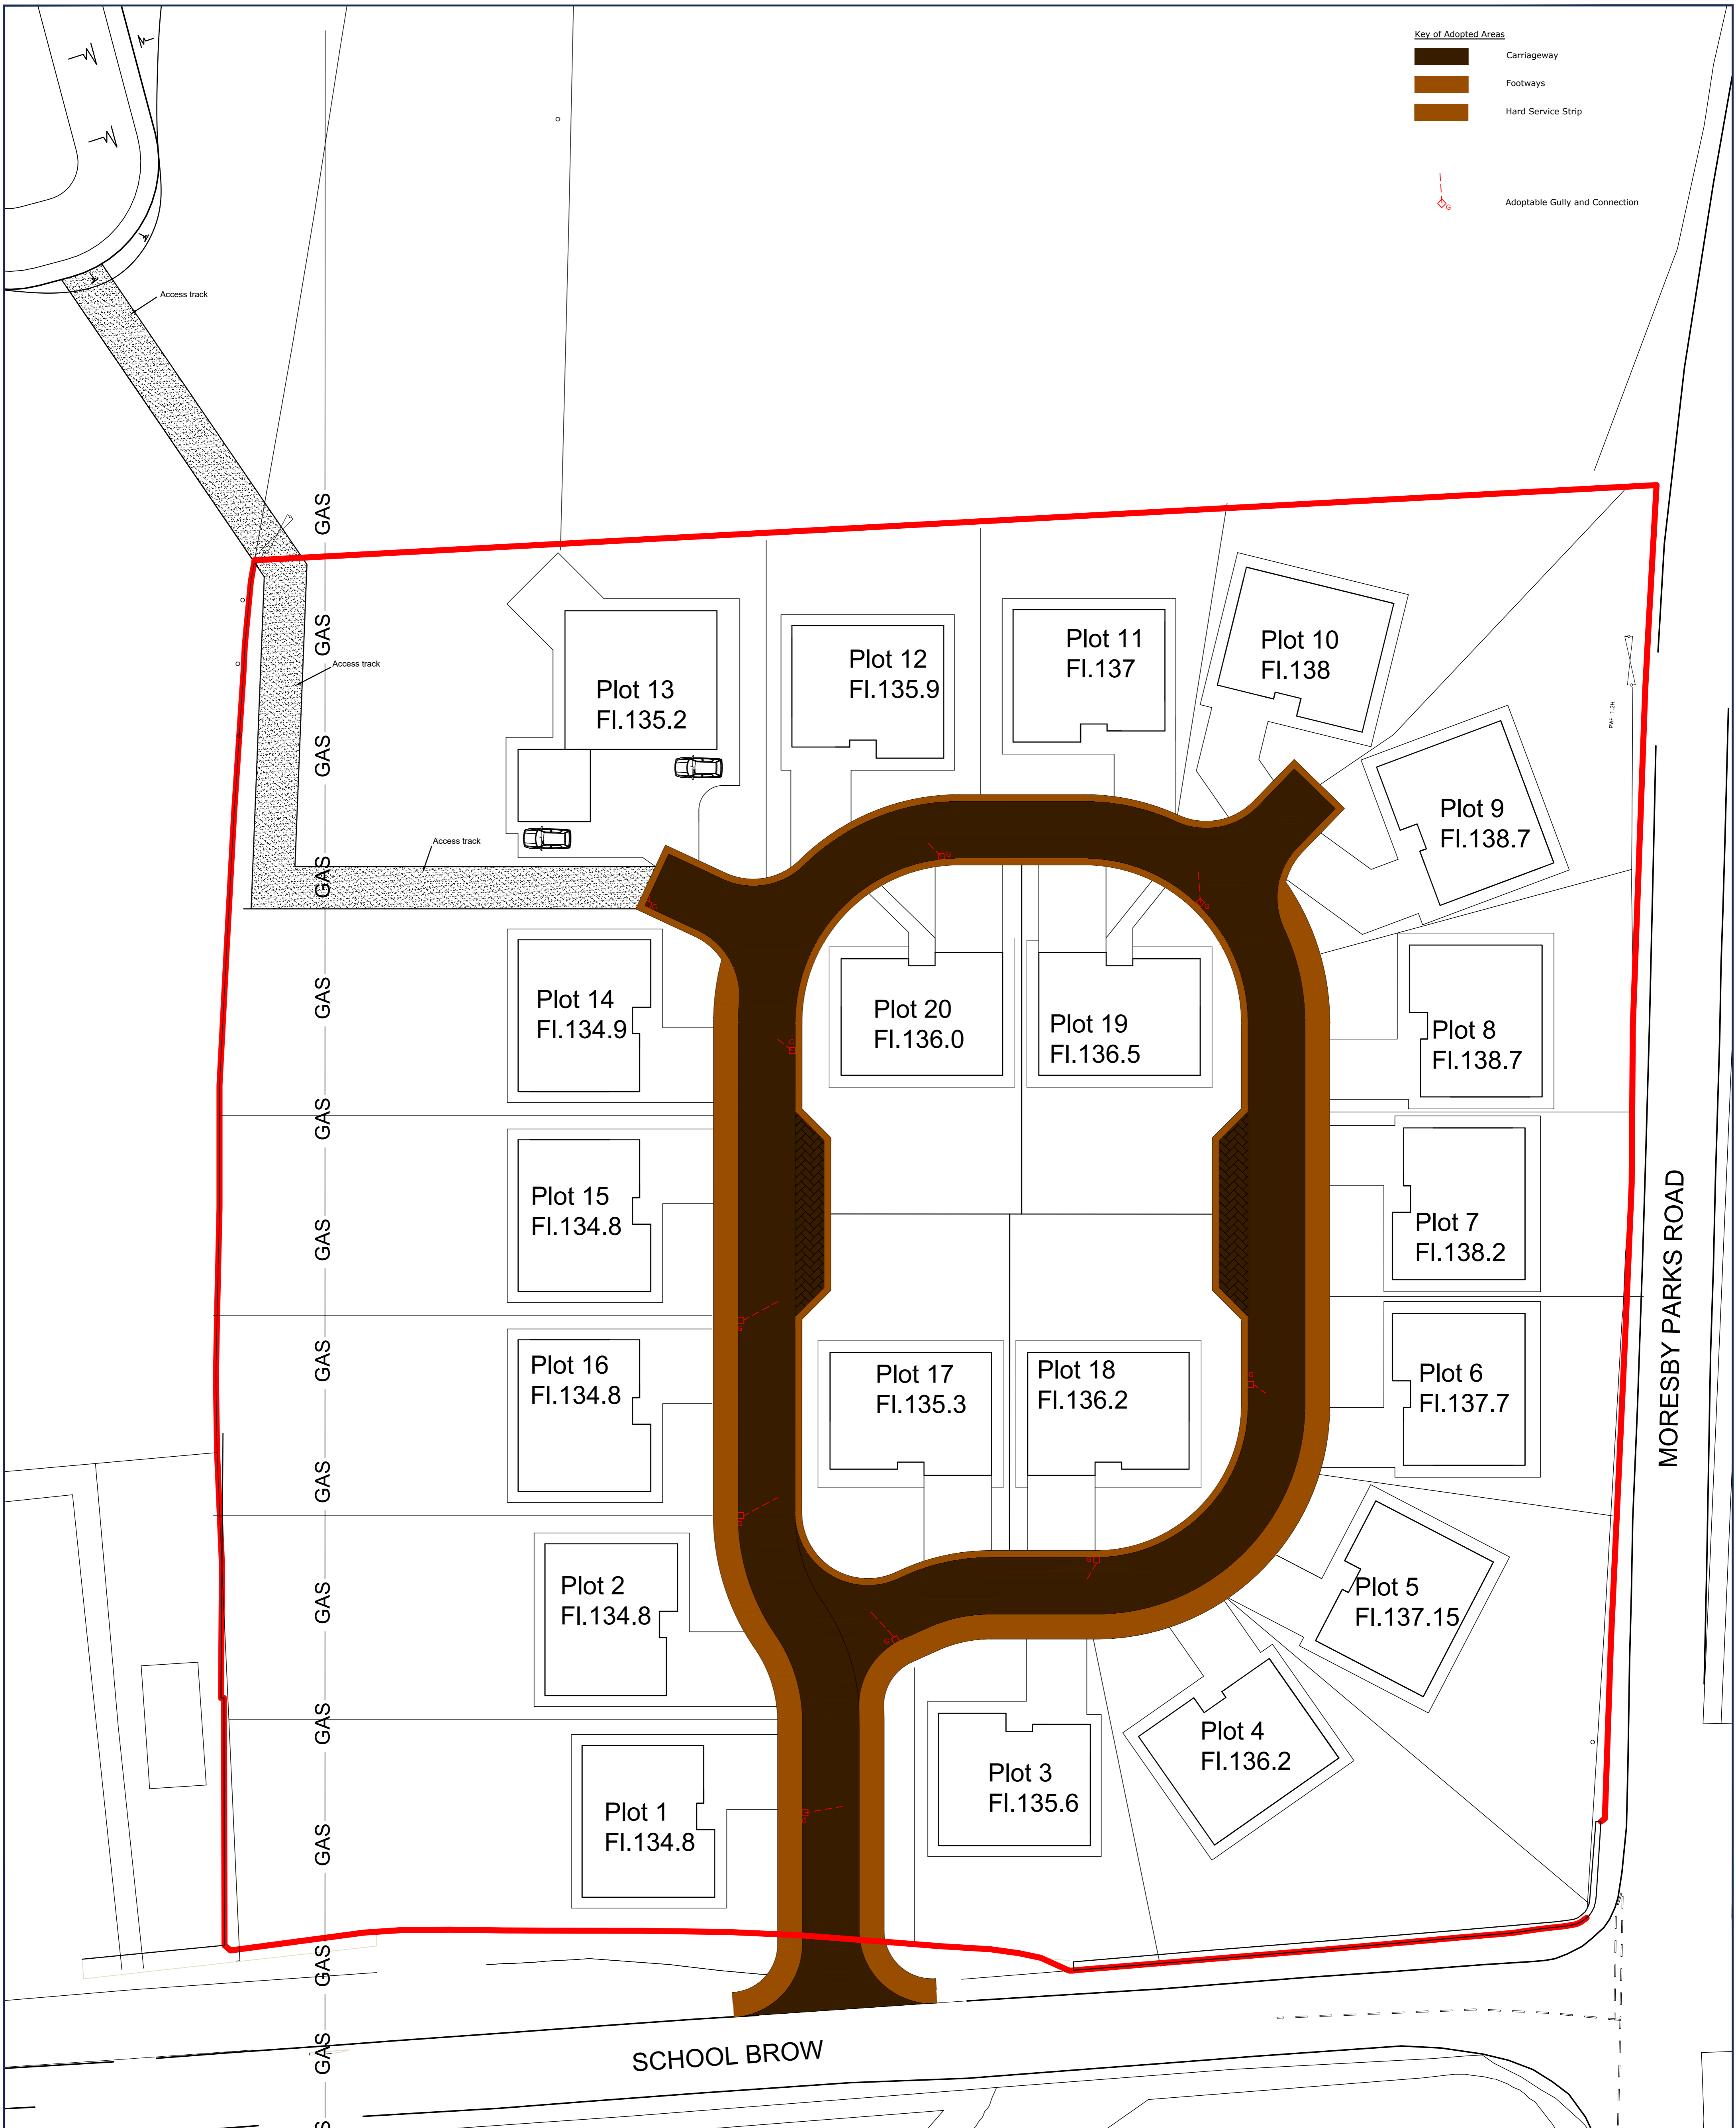 Key of Adopted Areas
Carriageway
Footways
Hard Service Strip
G
Adoptable Gully and Connection
Access track
GAS
GAS
Access track
GAS
Access track
GAS
GAS
GAS
GAS
GAS
GAS
GAS
GAS
GAS
GAS
GAS
Plot 13
Fl.135.2
Plot 12
Fl.135.9
Plot 11
Fl.137
Plot 10
Fl.138
PWF 1.2H
Plot 9
Fl.138.7
G
G
G
Plot 14
Fl.134.9
Plot 20
Fl.136.0
Plot 19
Fl.136.5
Plot 8
Fl.138.7
G
Plot 15
Fl.134.8
Plot 7
Fl.138.2
MORESBY PARKS ROAD
G
Plot 16
Fl.134.8
Plot 17
Fl.135.3
Plot 18
Fl.136.2
Plot 6
Fl.137.7
G
G
G
Plot 2
Fl.134.8
Plot 5
Fl.137.15
G
Plot 4
Fl.136.2
Plot 3
Fl.135.6
Plot 1
Fl.134.8
G
SCHOOL BROW